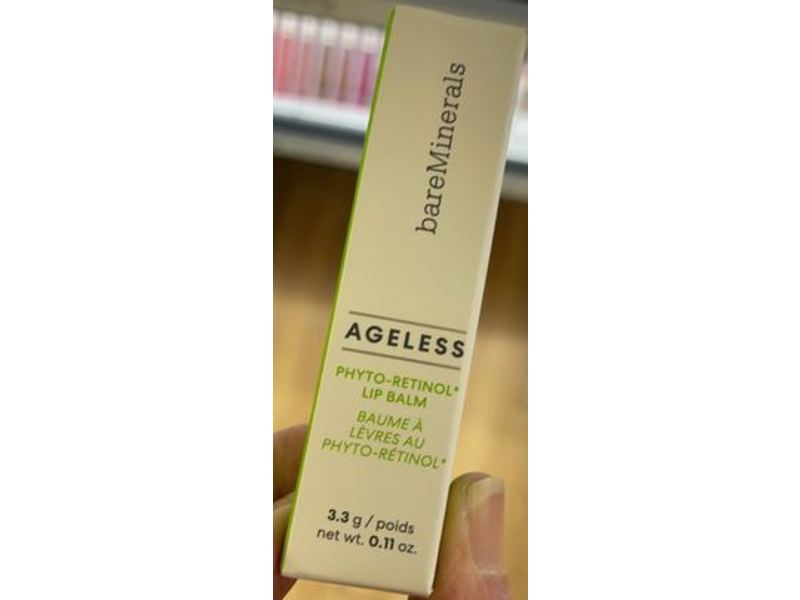 bareMinerals
AGELESS
PHYTO-RETINOL*
LIP BALM
BAUME À
LÈVRES AU
PHYTO-RÉTINOL*
3.3 g / poids
net wt. 0.11 oz.